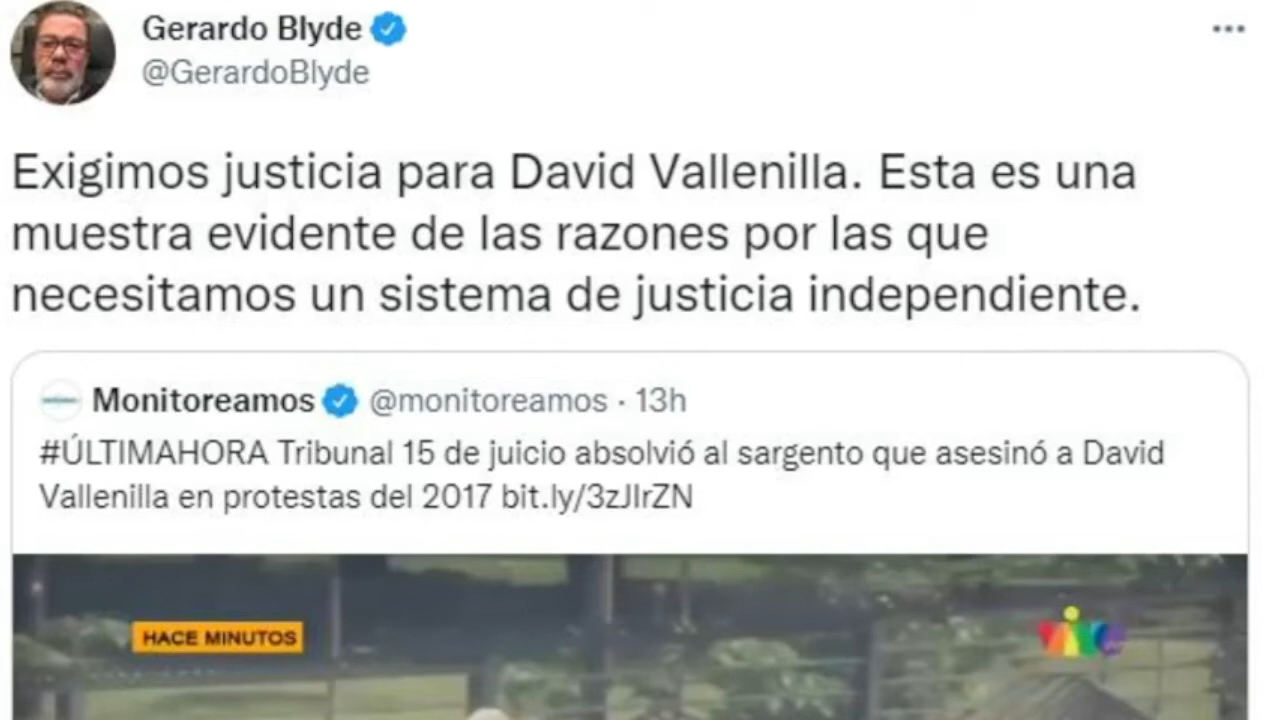 Gerardo Blyde
@GerardoBlyde
Exigimos justicia para David Vallenilla. Esta es una
muestra evidente de las razones por las que
necesitamos un sistema de justicia independiente.
Monitoreamos @monitoreamos · 13h
#ÚLTIMAHORA Tribunal 15 de juicio absolvió al sargento que asesinó a David
Vallenilla en protestas del 2017 bit.ly/3zJIrZN
HACE MINUTOS